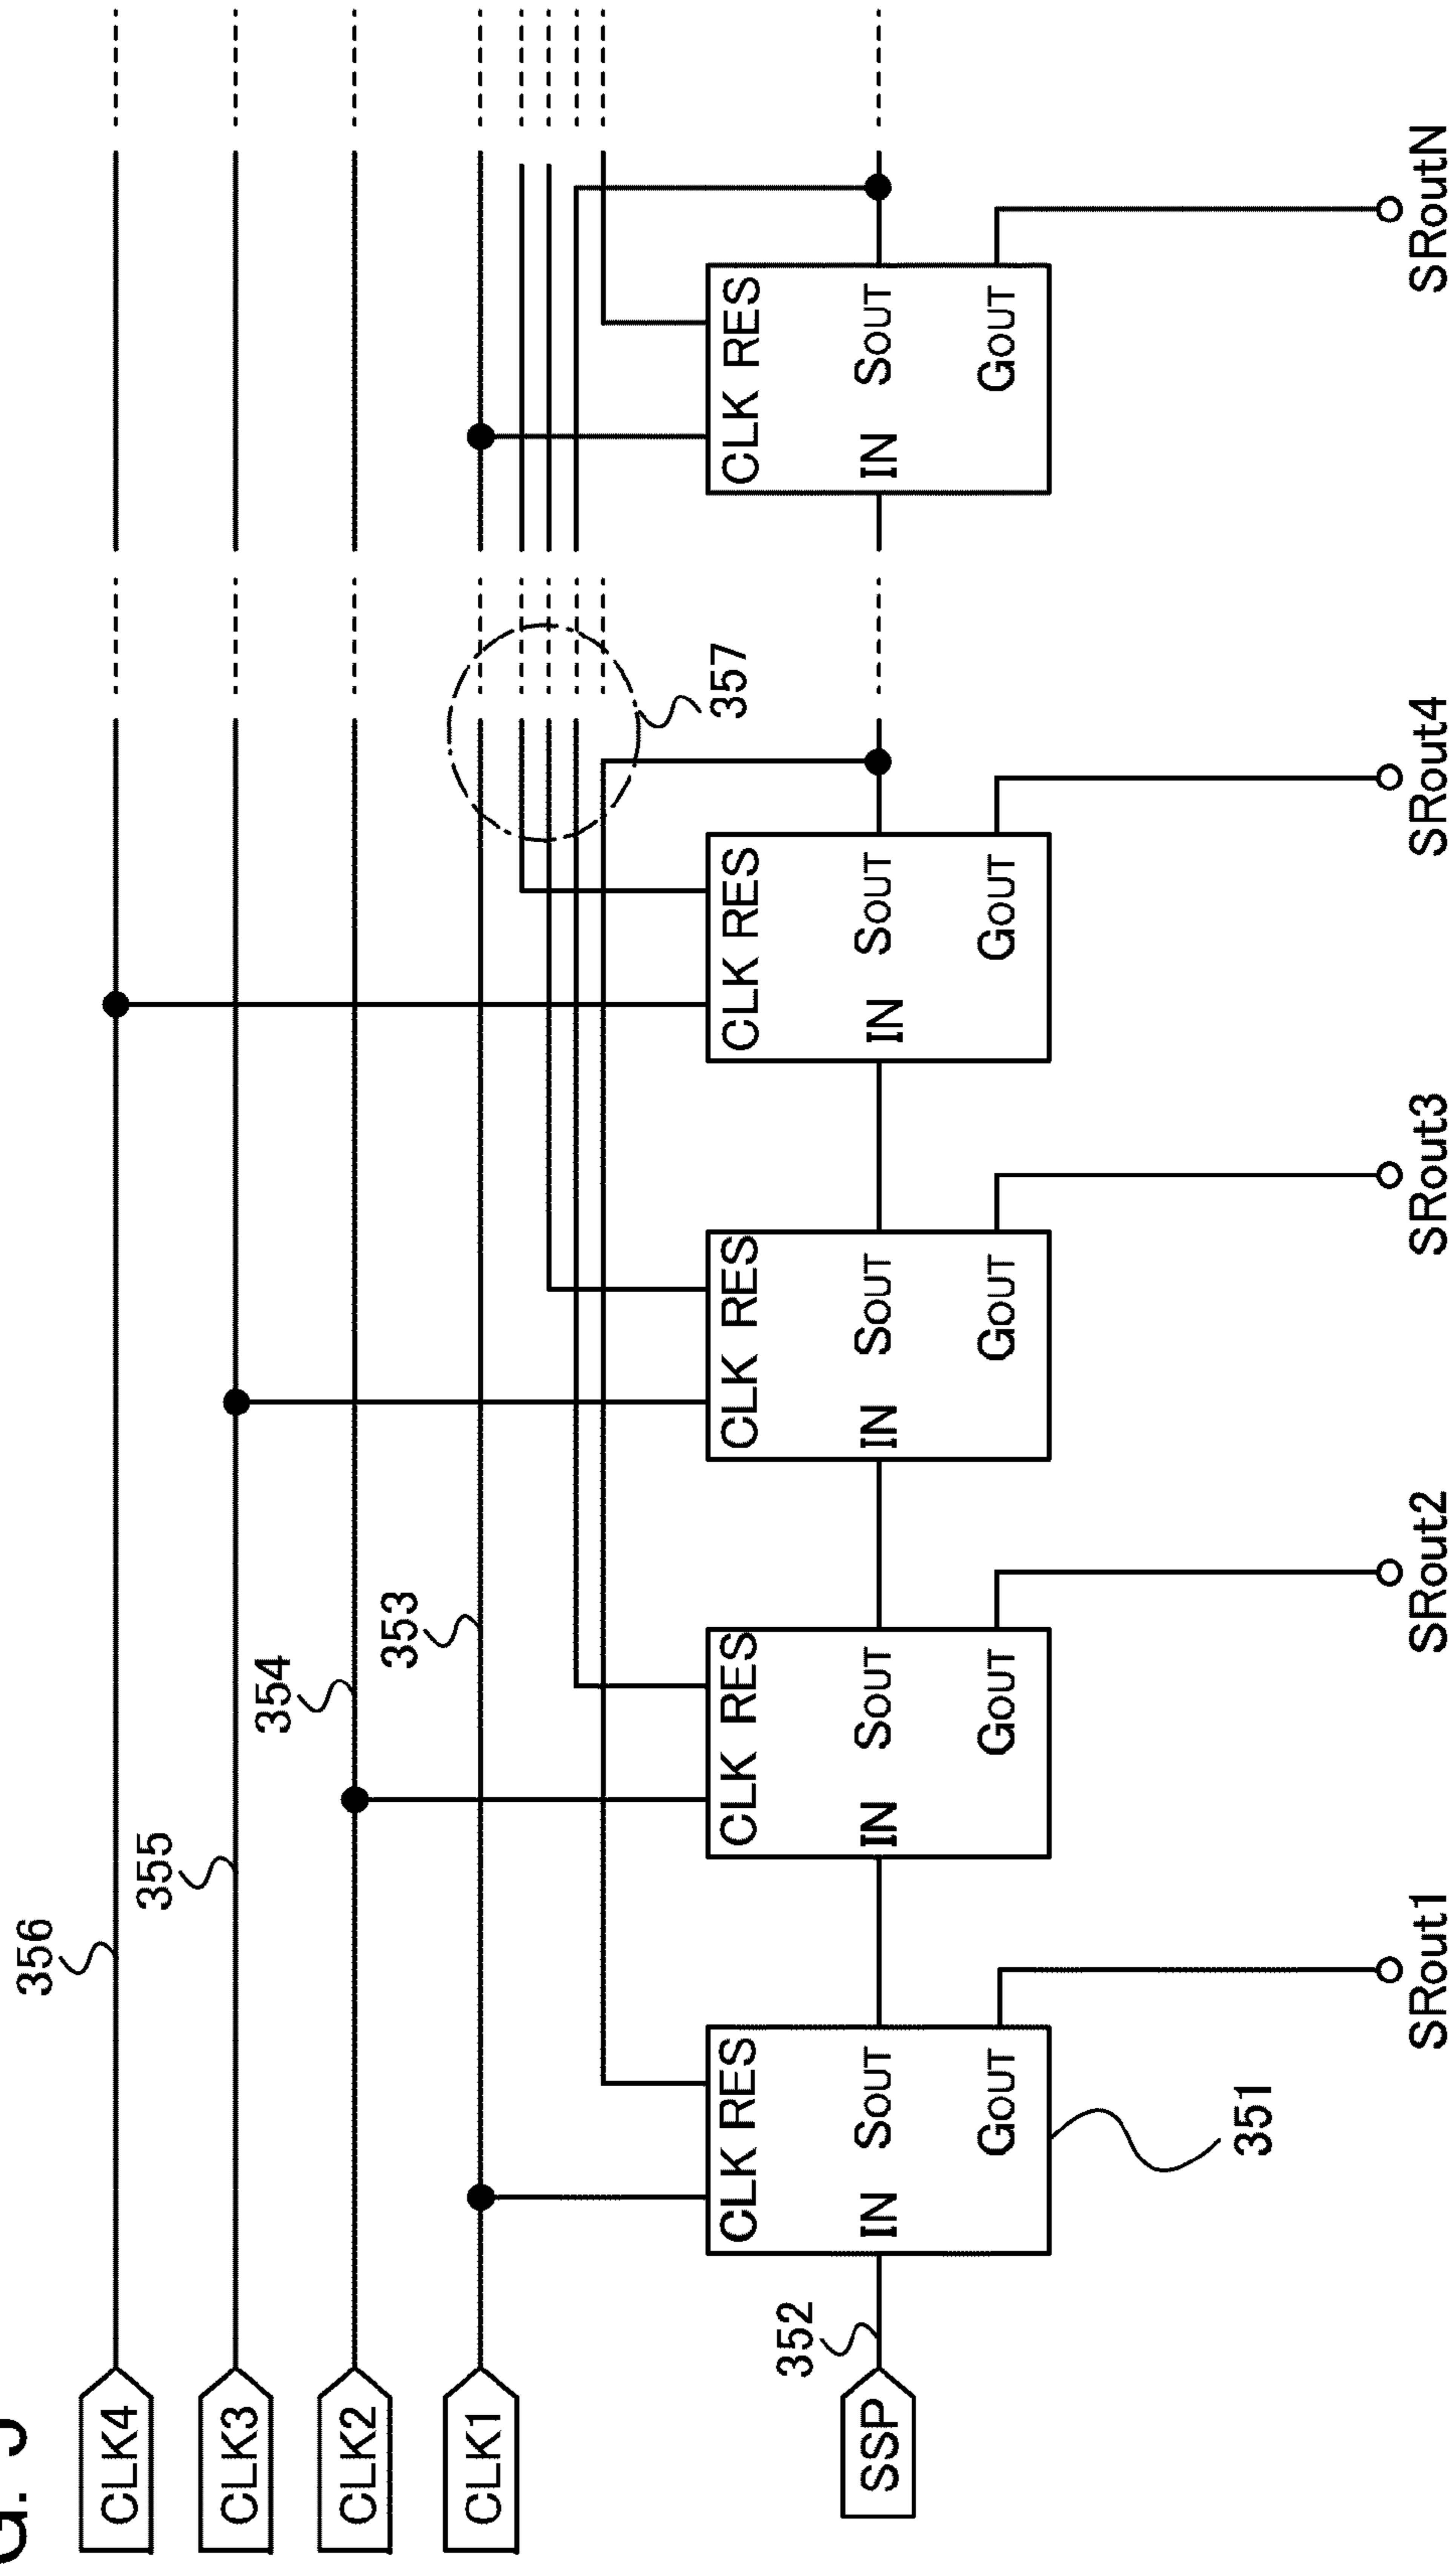 G. 5
356
CLK4
355
CLK3
354
CLK2
353
CLK1
357
352
SSP
CLK RES
IN SOUT
GOUT
CLK RES
IN SOUT
GOUT
CLK RES
IN SOUT
GOUT
CLK RES
IN SOUT
GOUT
CLK RES
IN SOUT
GOUT
351
SRout1
SRout2
SRout3
SRout4
SRoutN